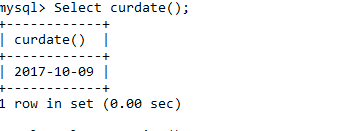 mysql> Select curdate();
+------------+
| curdate()  |
+------------+
| 2017-10-09 |
+------------+
1 row in set (0.00 sec)